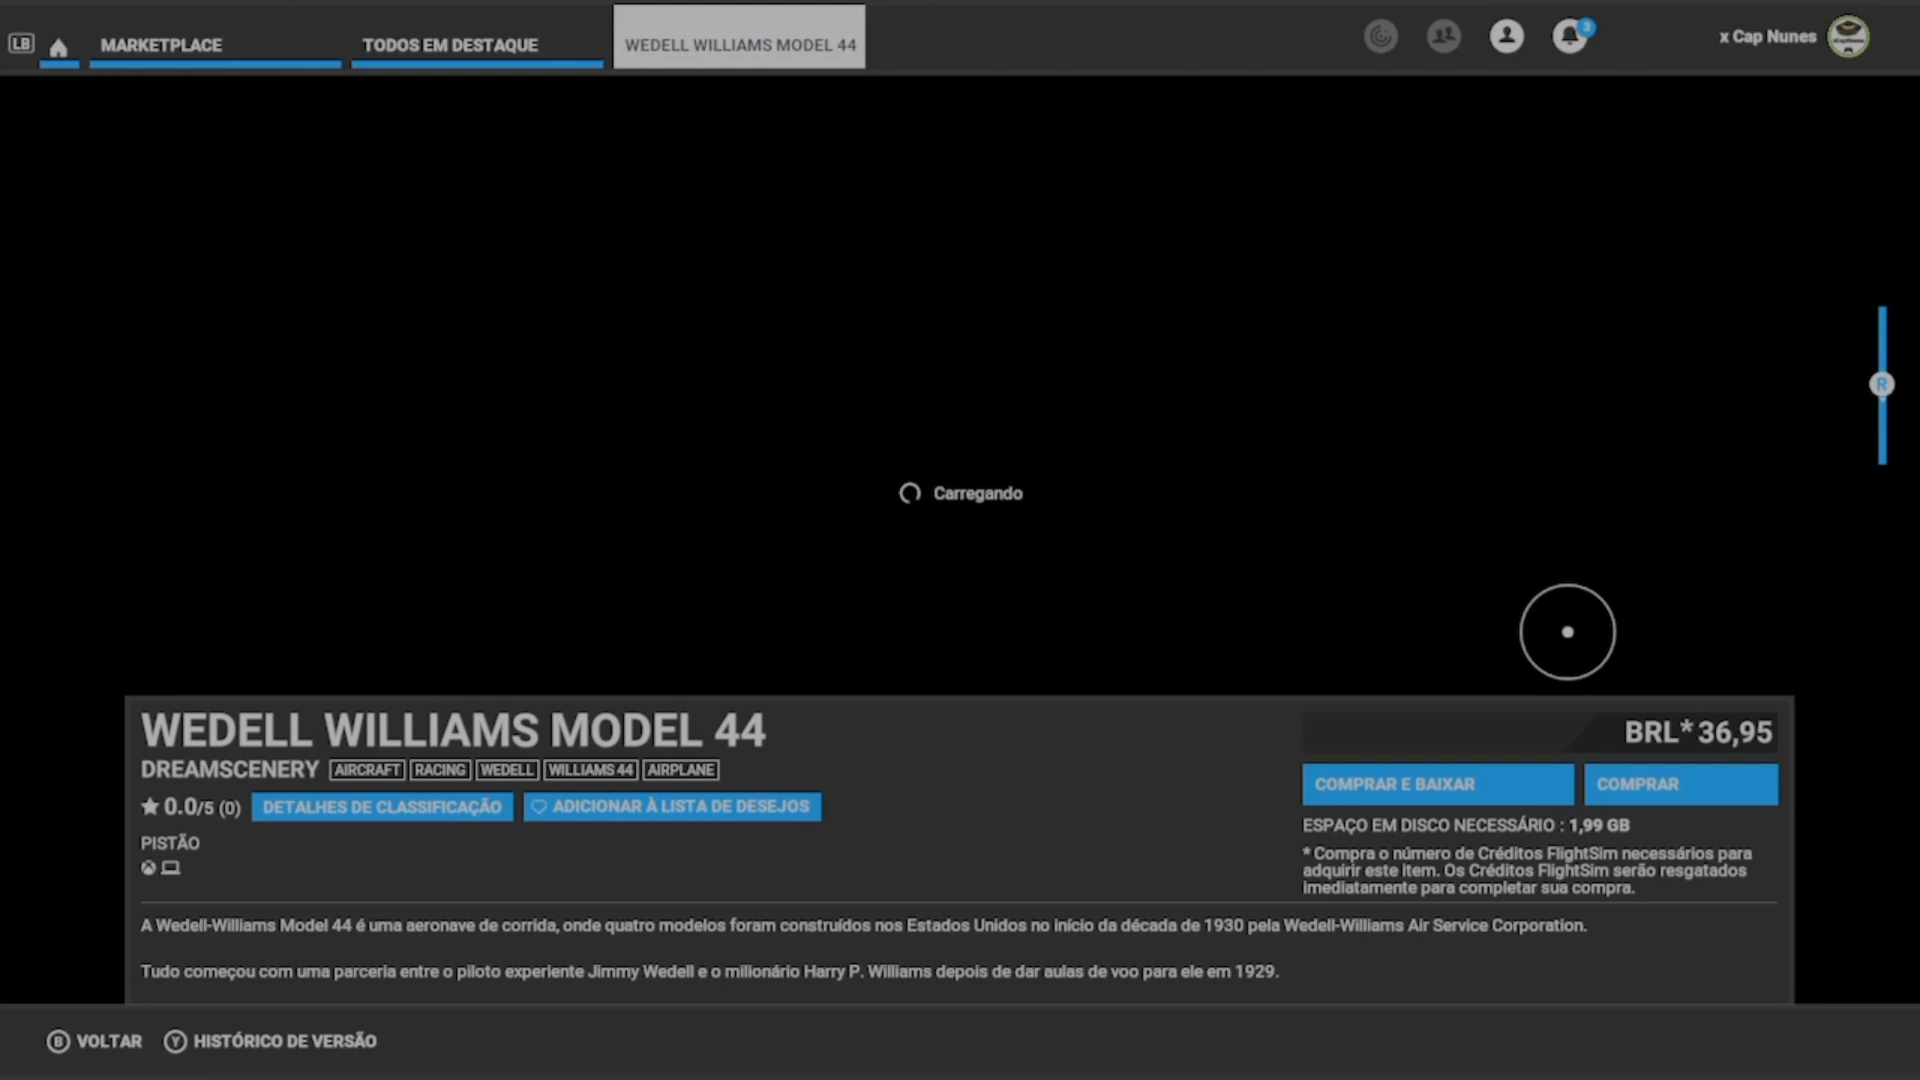 LB
MARKETPLACE
TODOS EM DESTAQUE
WEDELL WILLIAMS MODEL 44
3
x Cap Nunes
R
Carregando
WEDELL WILLIAMS MODEL 44
DREAMSCENERY AIRCRAFT RACING WEDELL WILLIAMS 44 AIRPLANE
0.0/5 (0) DETALHES DE CLASSIFICAÇÃO ADICIONAR À LISTA DE DESEJOS
PISTÃO
BRL* 36,95
COMPRAR E BAIXAR COMPRAR
ESPAÇO EM DISCO NECESSÁRIO : 1,99 GB
* Compra o número de Créditos FlightSim necessários para
adquirir este item. Os Créditos FlightSim serão resgatados
imediatamente para completar sua compra.
A Wedell-Williams Model 44 é uma aeronave de corrida, onde quatro modelos foram construídos nos Estados Unidos no início da década de 1930 pela Wedell-Williams Air Service Corporation.
Tudo começou com uma parceria entre o piloto experiente Jimmy Wedell e o milionário Harry P. Williams depois de dar aulas de voo para ele em 1929.
B VOLTAR Y HISTÓRICO DE VERSÃO